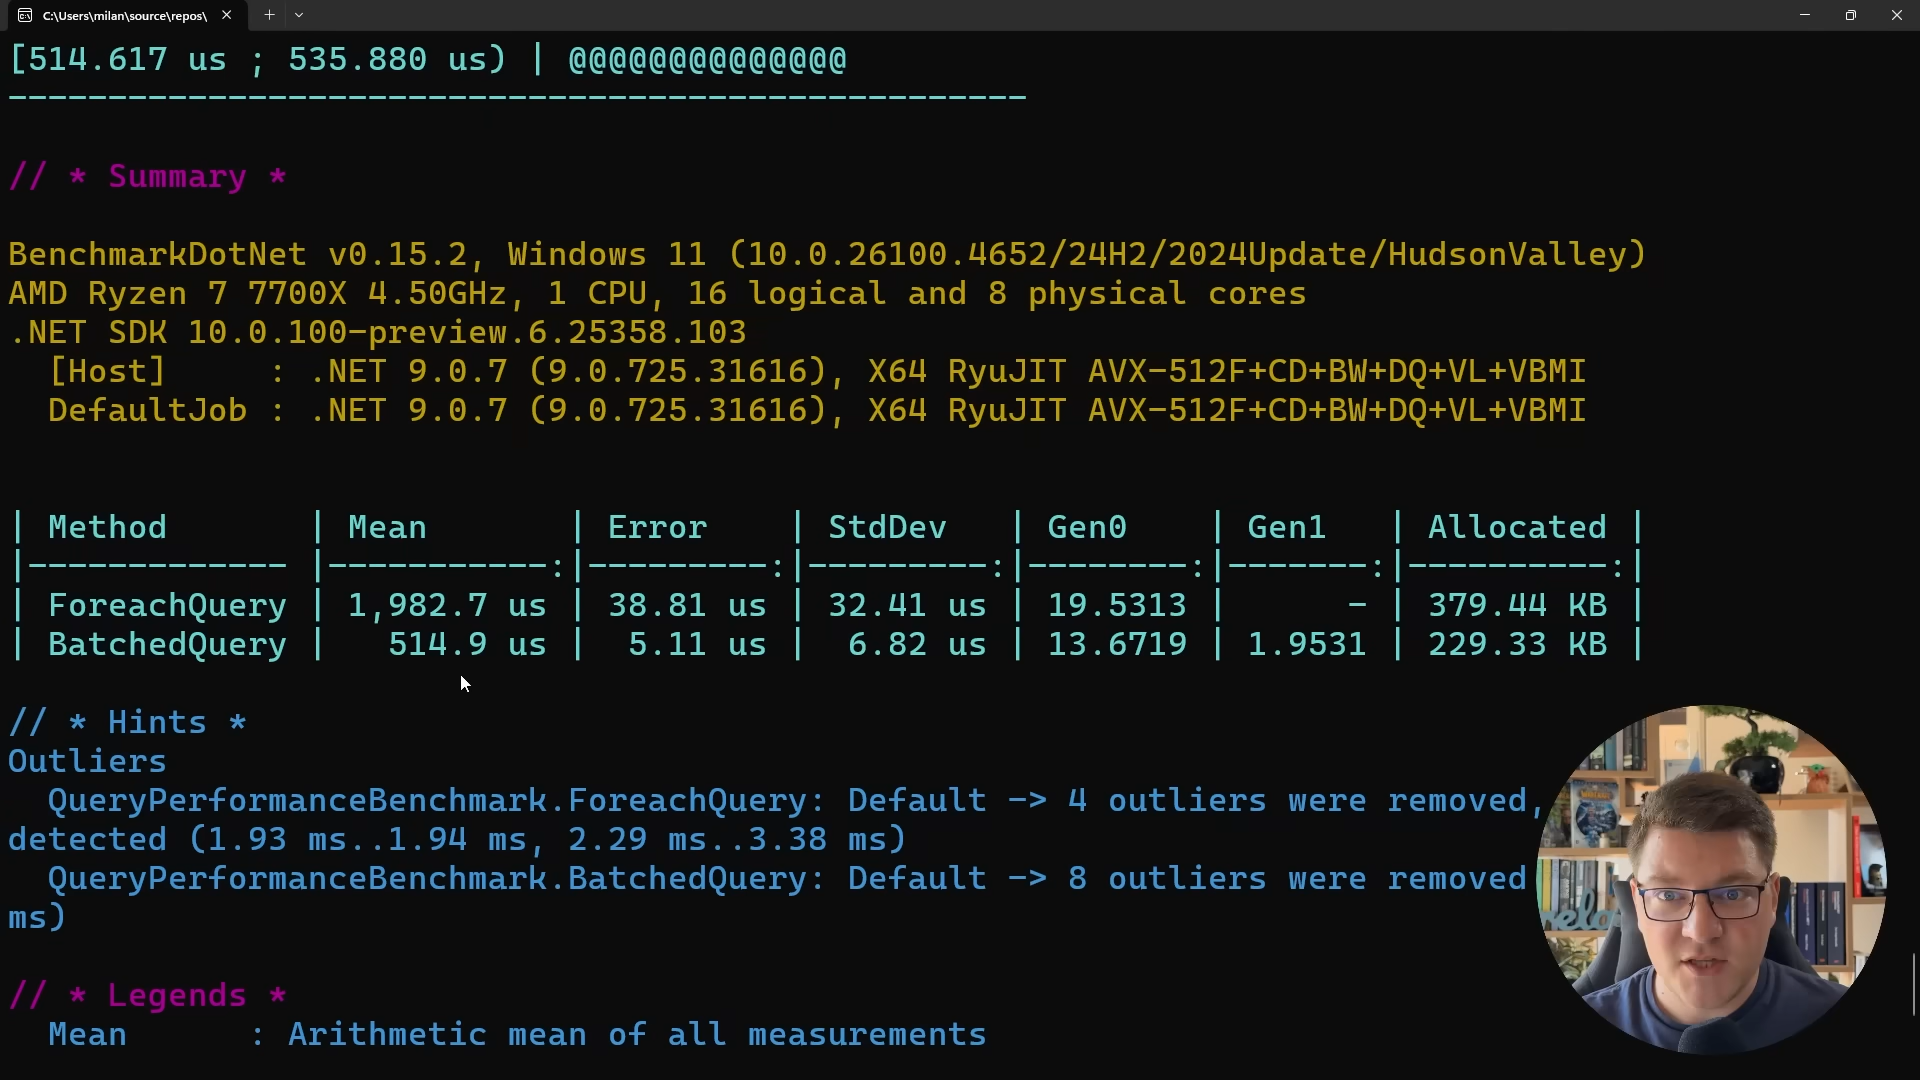 C:\Users\milan\source\repos\
[514.617 us ; 535.880 us) | @@@@@@@@@@@@@@
---------------------------------------------------
// * Summary *
BenchmarkDotNet v0.15.2, Windows 11 (10.0.26100.4652/24H2/2024Update/HudsonValley)
AMD Ryzen 7 7700X 4.50GHz, 1 CPU, 16 logical and 8 physical cores
.NET SDK 10.0.100-preview.6.25358.103
[Host]     : .NET 9.0.7 (9.0.725.31616), X64 RyuJIT AVX-512F+CD+BW+DQ+VL+VBMI
DefaultJob : .NET 9.0.7 (9.0.725.31616), X64 RyuJIT AVX-512F+CD+BW+DQ+VL+VBMI
| Method       | Mean       | Error    | StdDev   | Gen0    | Gen1   | Allocated |
|------------- |-----------:|---------:|---------:|--------:|-------:|----------:|
| ForeachQuery | 1,982.7 us | 38.81 us | 32.41 us | 19.5313 |      - | 379.44 KB |
| BatchedQuery |   514.9 us |  5.11 us |  6.82 us | 13.6719 | 1.9531 | 229.33 KB |
// * Hints *
Outliers
QueryPerformanceBenchmark.ForeachQuery: Default -> 4 outliers were removed,
detected (1.93 ms..1.94 ms, 2.29 ms..3.38 ms)
QueryPerformanceBenchmark.BatchedQuery: Default -> 8 outliers were removed
ms)
// * Legends *
Mean      : Arithmetic mean of all measurements